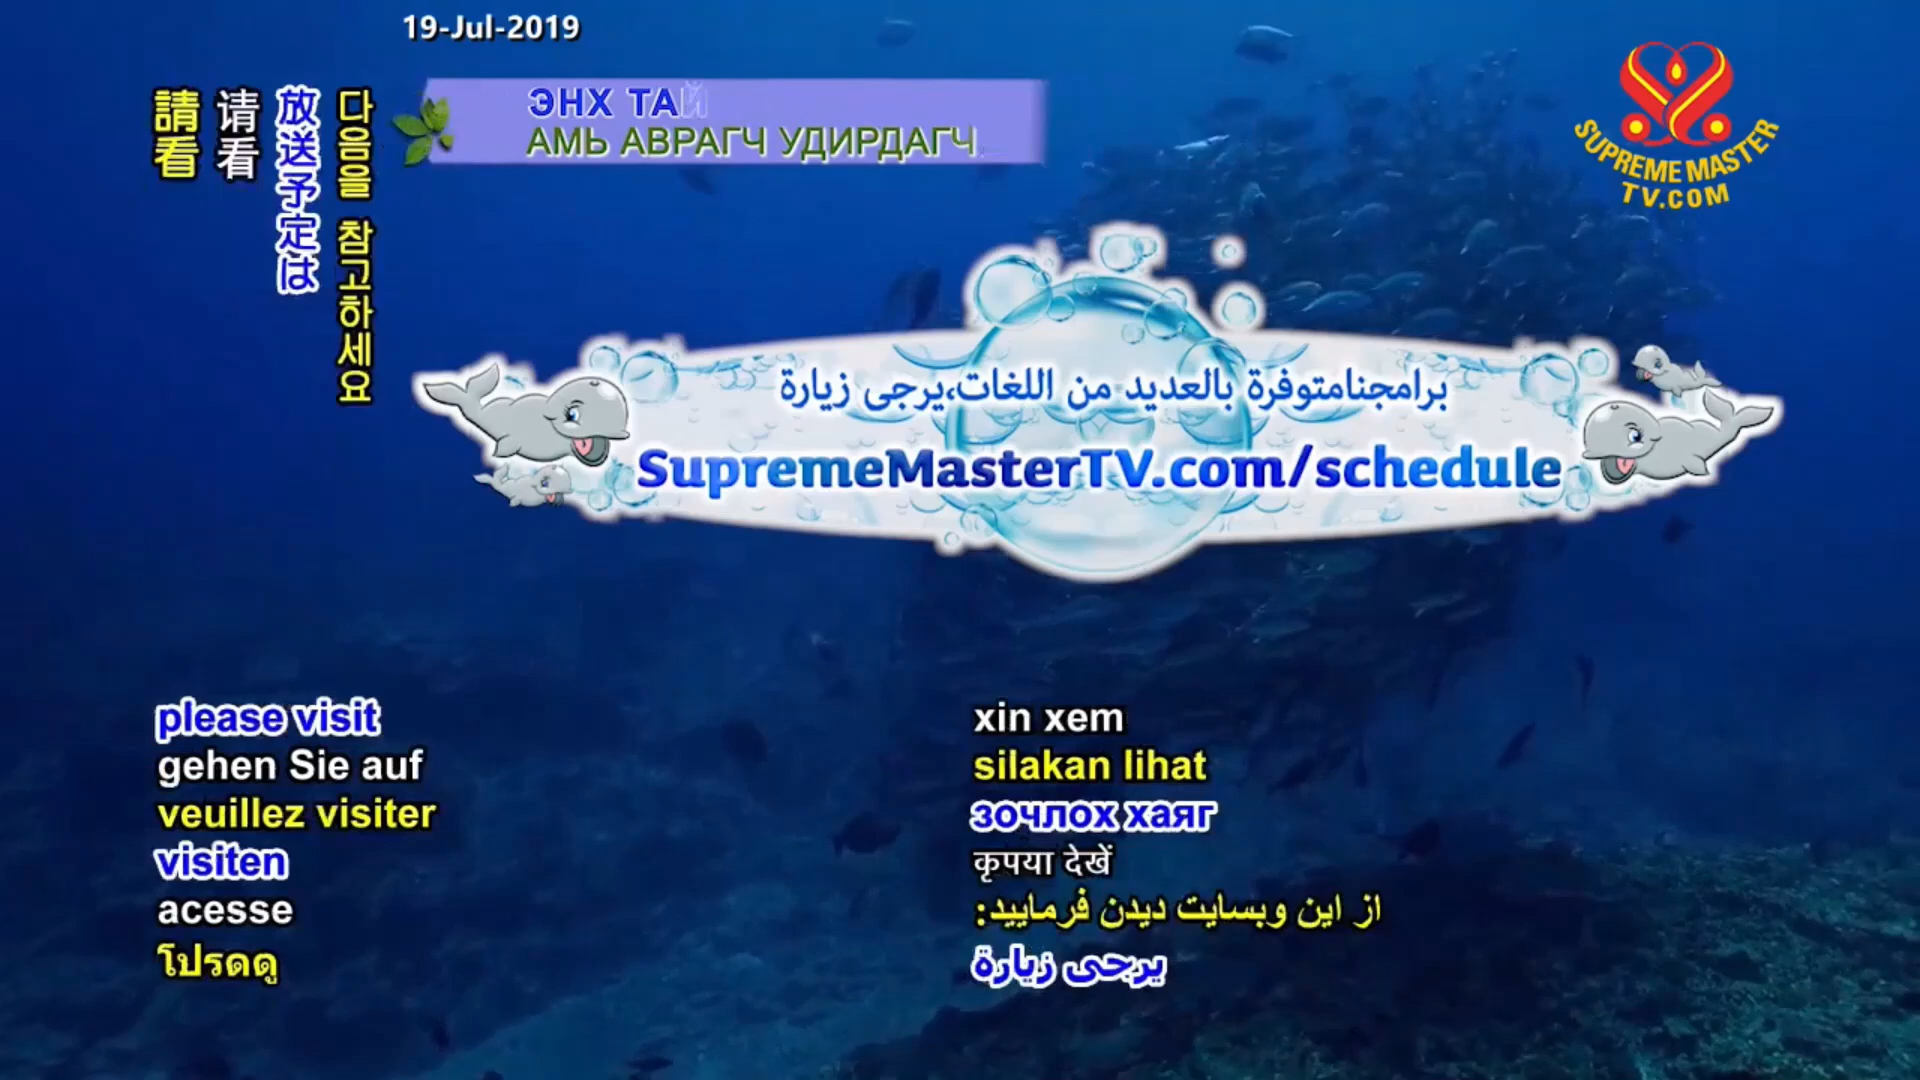 19-Jul-2019
請看
请看
放送予定は
다음을 참고하세요
ЭНХ ТАЙ
АМЬ АВРАГЧ УДИРДАГЧ
SUPREME MASTER
TV.COM
برامجنامتوفرة بالعديد من اللغات،يرجى زيارة
SupremeMasterTV.com/schedule
please visit
gehen Sie auf
veuillez visiter
visiten
acesse
โปรดดู
xin xem
silakan lihat
зочлох хаяг
कृपया देखें
از این وبسایت دیدن فرمایید:
يرجى زيارة